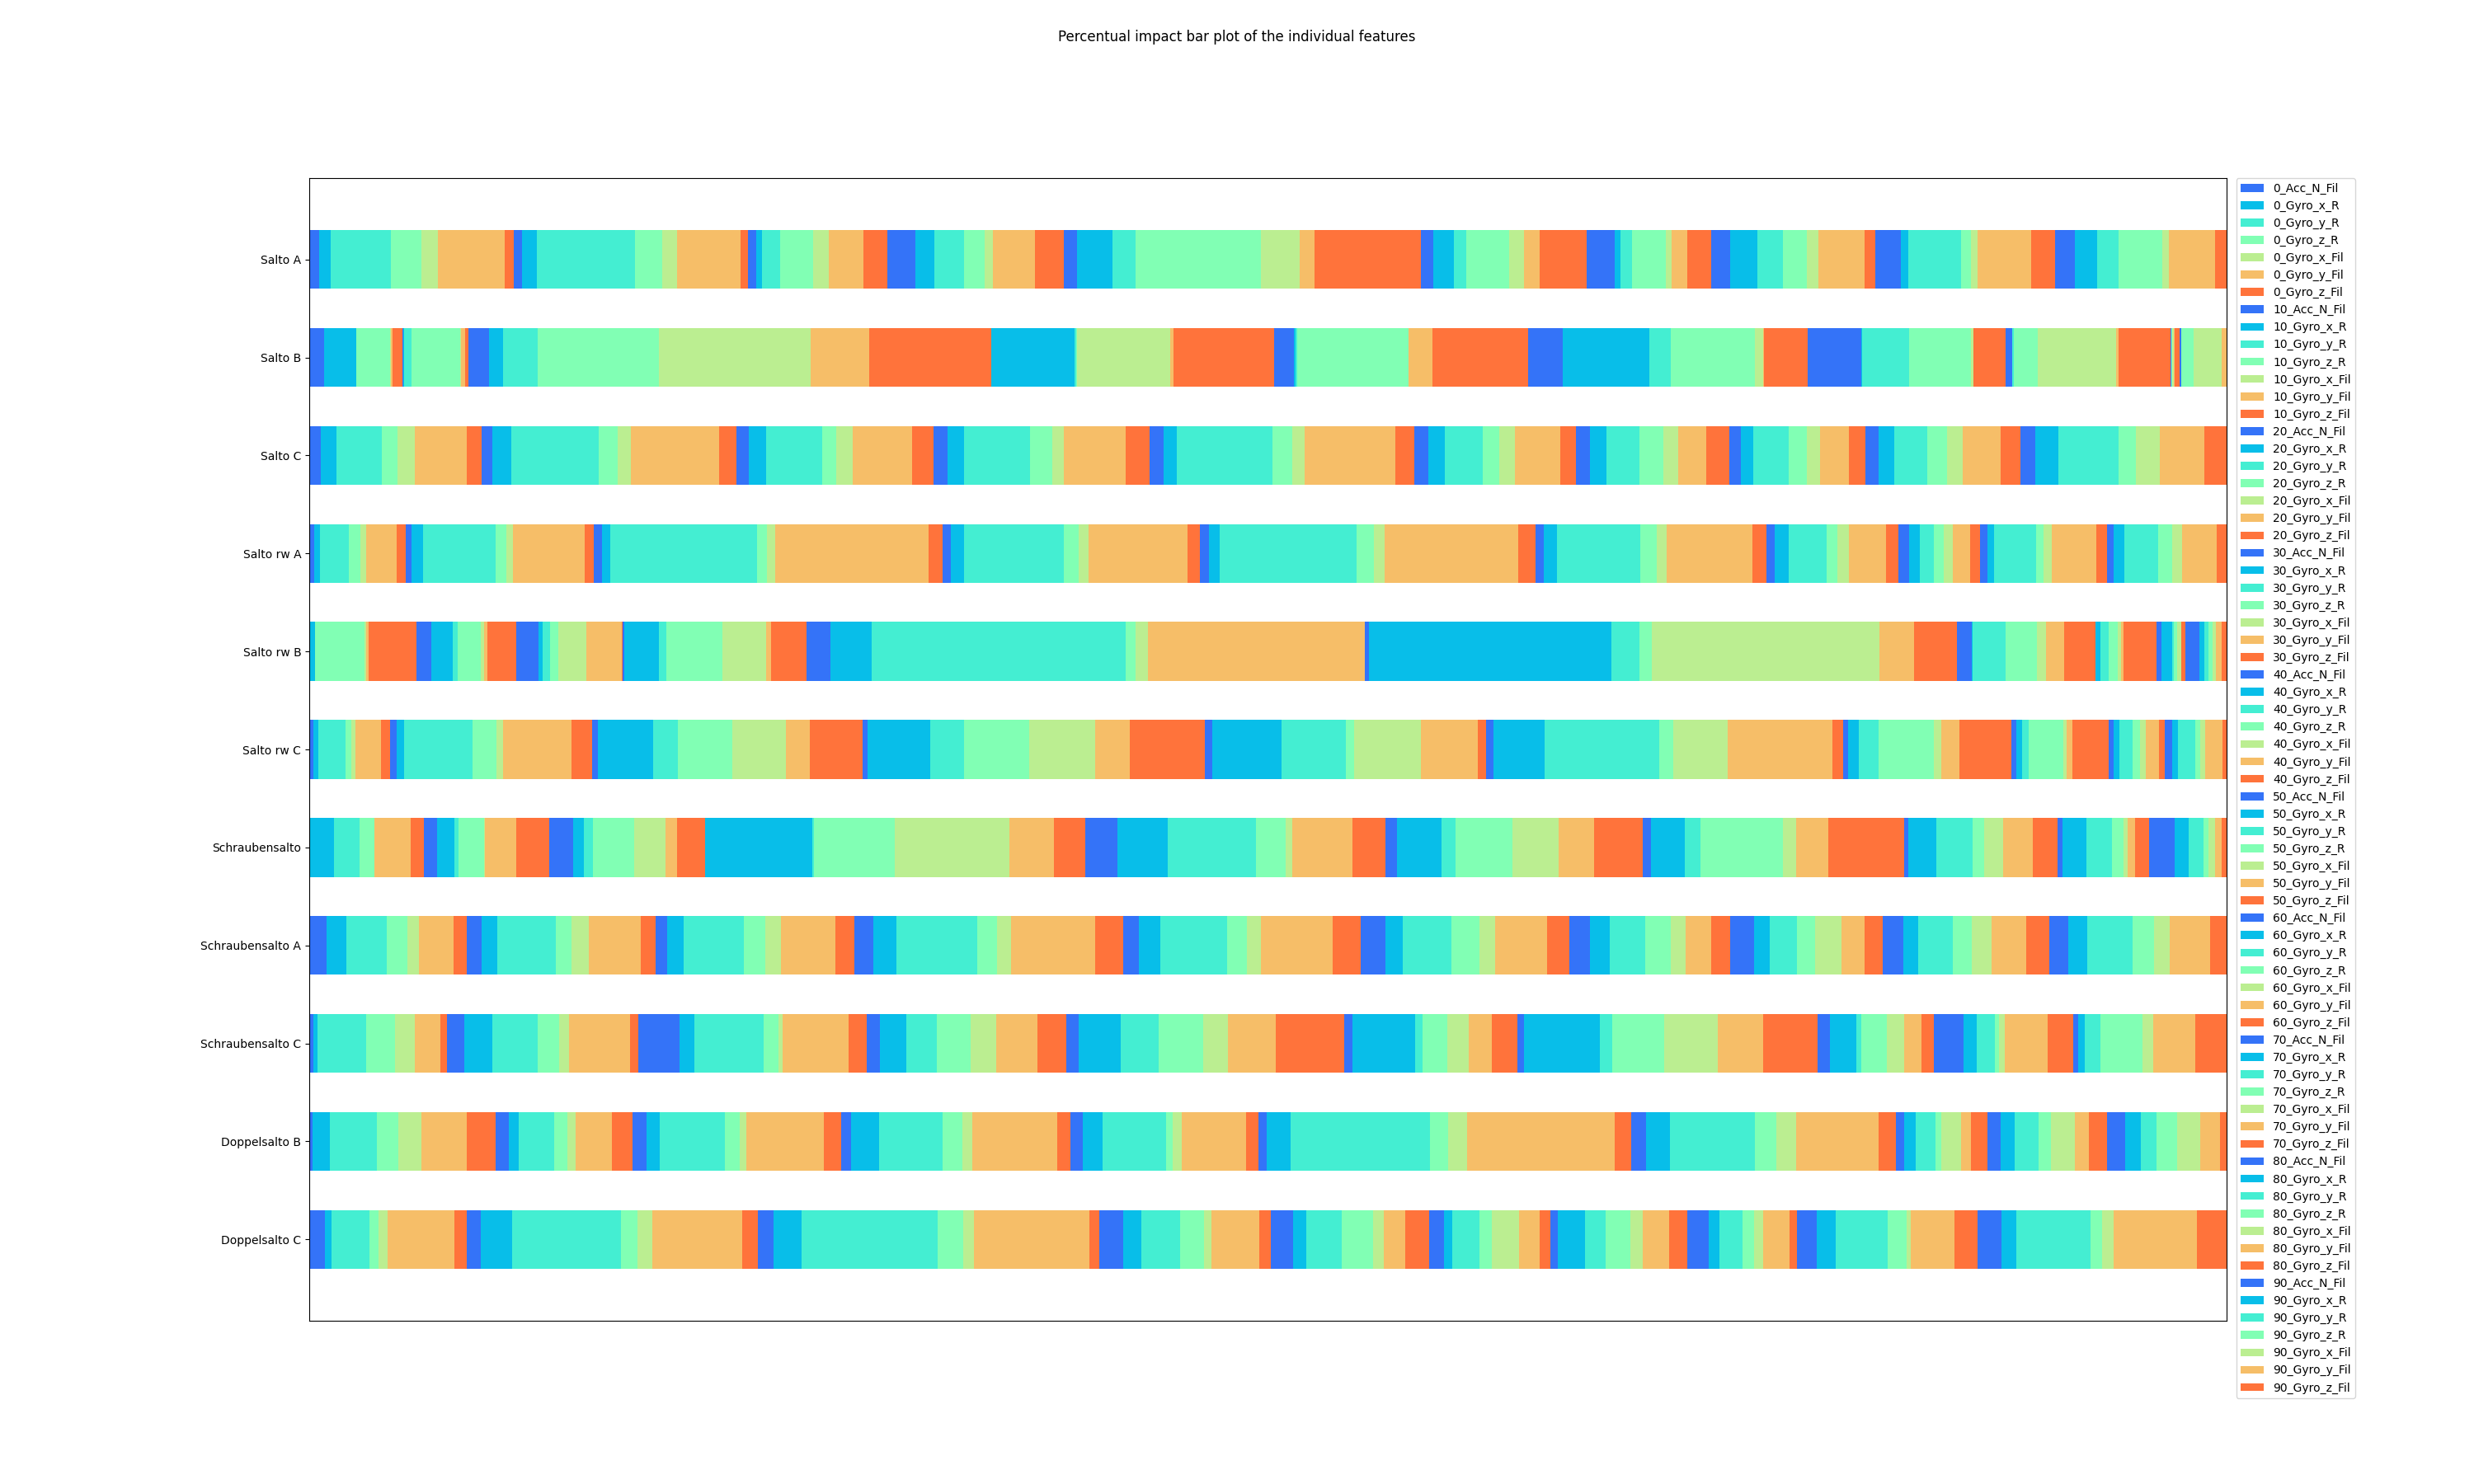 Percentual impact bar plot of the individual features
Salto A
Salto B
Salto C
Salto rw A
Salto rw B
Salto rw C
Schraubensalto
Schraubensalto A
Schraubensalto C
Doppelsalto B
Doppelsalto C
0_Acc_N_Fil
0_Gyro_x_R
0_Gyro_y_R
0_Gyro_z_R
0_Gyro_x_Fil
0_Gyro_y_Fil
0_Gyro_z_Fil
10_Acc_N_Fil
10_Gyro_x_R
10_Gyro_y_R
10_Gyro_z_R
10_Gyro_x_Fil
10_Gyro_y_Fil
10_Gyro_z_Fil
20_Acc_N_Fil
20_Gyro_x_R
20_Gyro_y_R
20_Gyro_z_R
20_Gyro_x_Fil
20_Gyro_y_Fil
20_Gyro_z_Fil
30_Acc_N_Fil
30_Gyro_x_R
30_Gyro_y_R
30_Gyro_z_R
30_Gyro_x_Fil
30_Gyro_y_Fil
30_Gyro_z_Fil
40_Acc_N_Fil
40_Gyro_x_R
40_Gyro_y_R
40_Gyro_z_R
40_Gyro_x_Fil
40_Gyro_y_Fil
40_Gyro_z_Fil
50_Acc_N_Fil
50_Gyro_x_R
50_Gyro_y_R
50_Gyro_z_R
50_Gyro_x_Fil
50_Gyro_y_Fil
50_Gyro_z_Fil
60_Acc_N_Fil
60_Gyro_x_R
60_Gyro_y_R
60_Gyro_z_R
60_Gyro_x_Fil
60_Gyro_y_Fil
60_Gyro_z_Fil
70_Acc_N_Fil
70_Gyro_x_R
70_Gyro_y_R
70_Gyro_z_R
70_Gyro_x_Fil
70_Gyro_y_Fil
70_Gyro_z_Fil
80_Acc_N_Fil
80_Gyro_x_R
80_Gyro_y_R
80_Gyro_z_R
80_Gyro_x_Fil
80_Gyro_y_Fil
80_Gyro_z_Fil
90_Acc_N_Fil
90_Gyro_x_R
90_Gyro_y_R
90_Gyro_z_R
90_Gyro_x_Fil
90_Gyro_y_Fil
90_Gyro_z_Fil